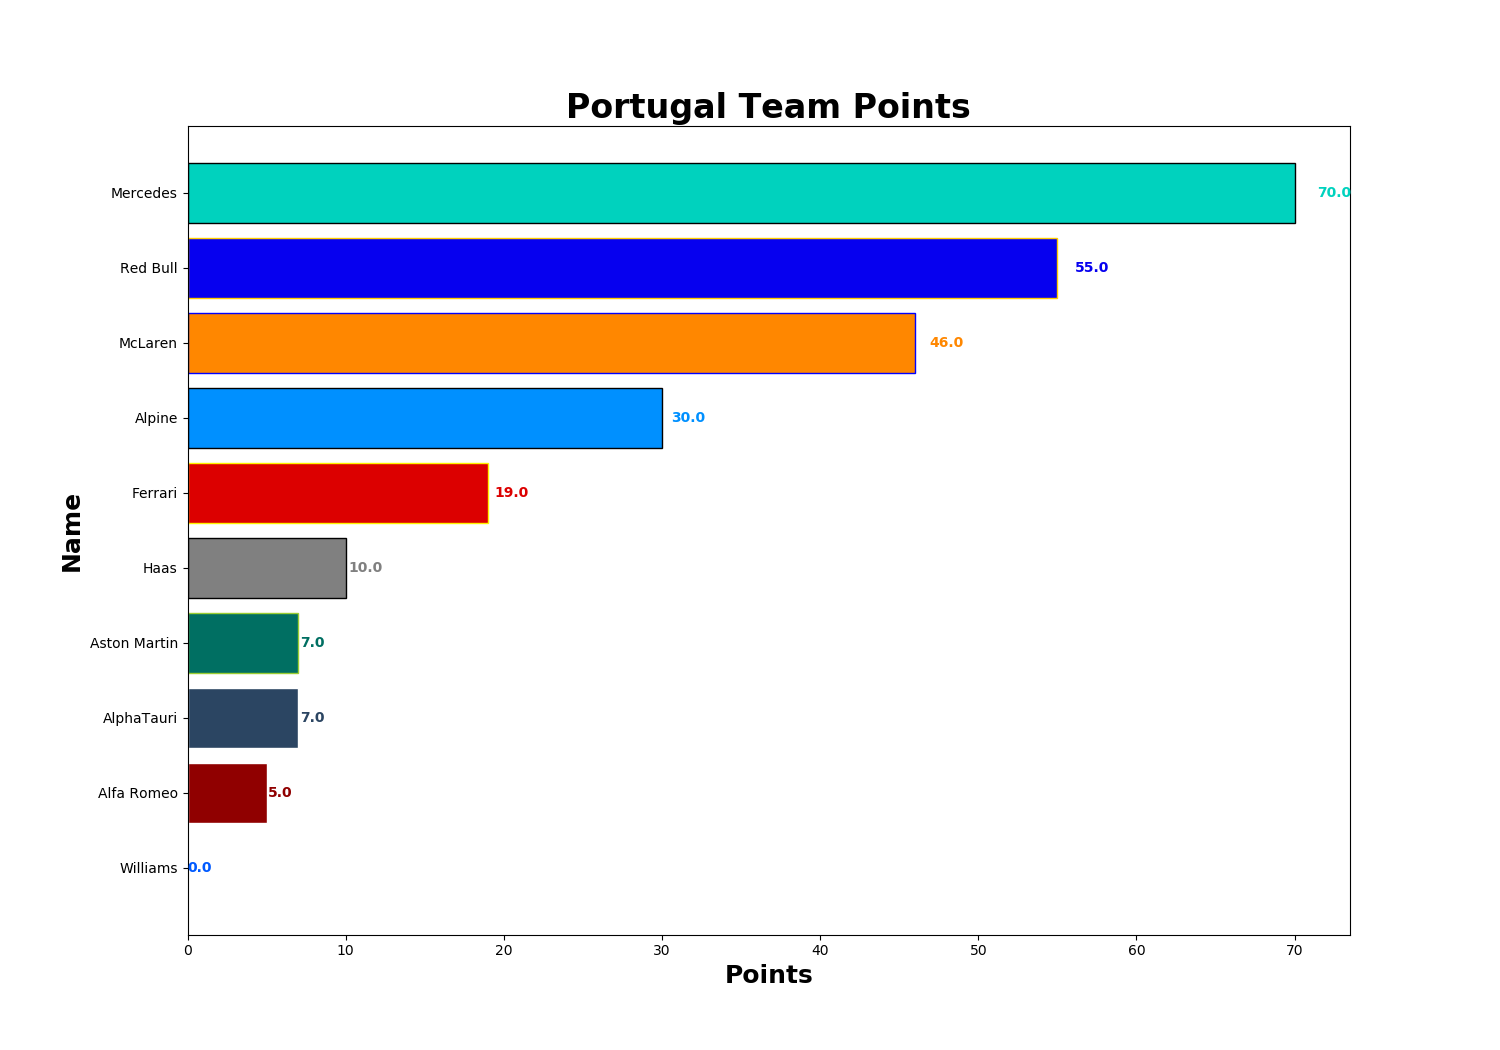 Portugal Team Points
Mercedes 70.0
Red Bull 55.0
McLaren 46.0
Alpine 30.0
Ferrari 19.0
Haas 10.0
Aston Martin 7.0
AlphaTauri 7.0
Alfa Romeo 5.0
Williams 0.0
Name
0 10 20 30 40 50 60 70
Points